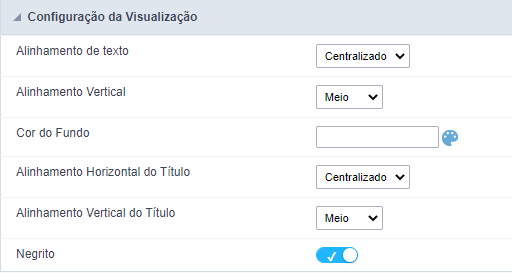 Configuração da Visualização
Alinhamento de texto Centralizado
Alinhamento Vertical Meio
Cor do Fundo
Alinhamento Horizontal do Título Centralizado
Alinhamento Vertical do Título Meio
Negrito